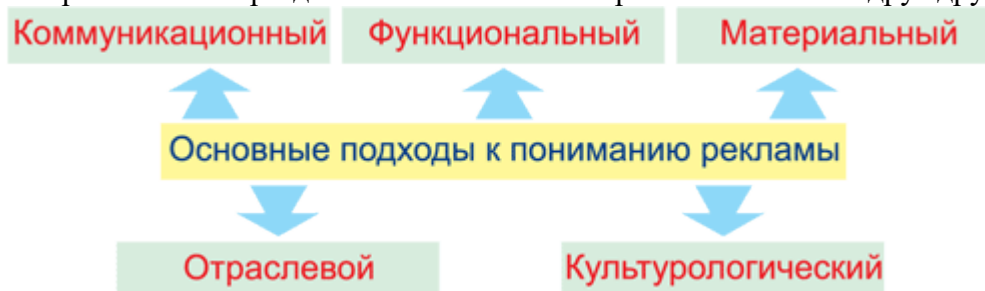 Коммуникационный Функциональный Материальный
Основные подходы к пониманию рекламы
Отраслевой Культурологический